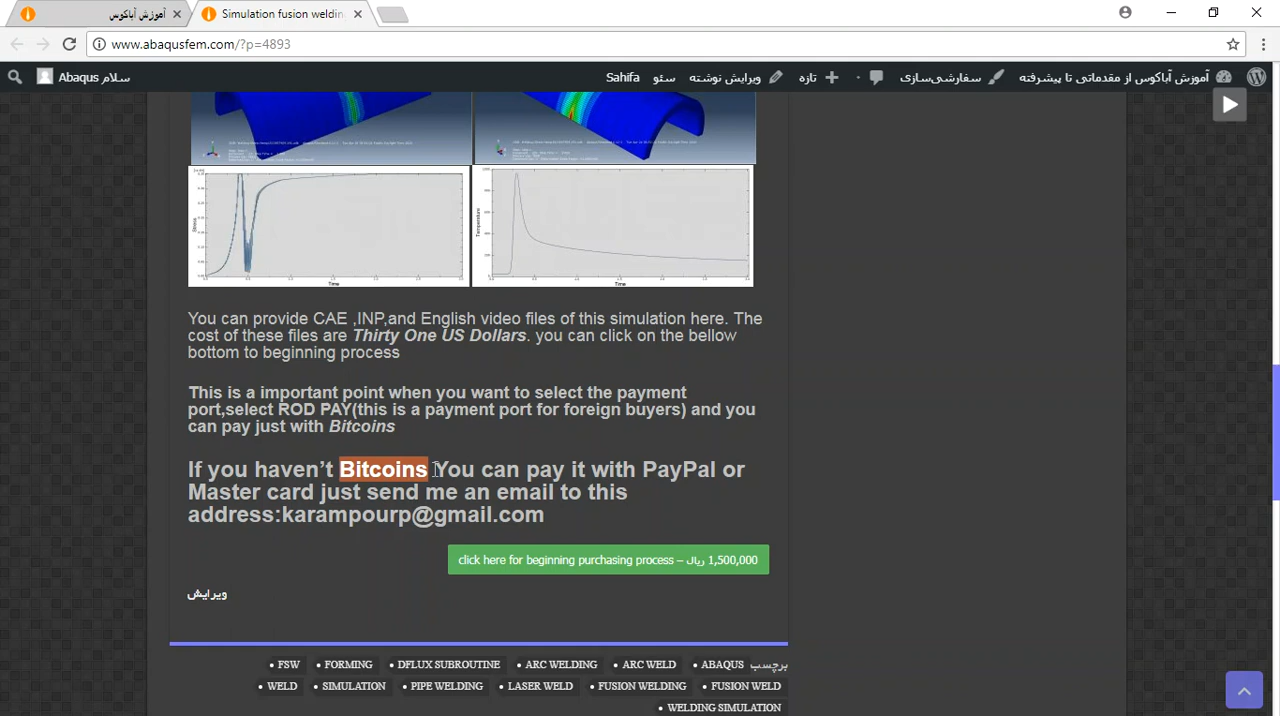 آموزش آباکوس
Simulation fusion weldin
www.abaqusfem.com/?p=4893
سلام Abaqus
Sahifa
سئو
ویرایش نوشته
تازه
سفارشی‌سازی
آموزش آباکوس از مقدماتی تا پیشرفته
Stress
Time
Temperature
Time
You can provide CAE ,INP,and English video files of this simulation here. The
cost of these files are Thirty One US Dollars. you can click on the bellow
bottom to beginning process
This is a important point when you want to select the payment
port,select ROD PAY(this is a payment port for foreign buyers) and you
can pay just with Bitcoins
If you haven’t Bitcoins You can pay it with PayPal or
Master card just send me an email to this
address:karampourp@gmail.com
click here for beginning purchasing process – 1,500,000 ریال
ویرایش
برچسب ABAQUS • ARC WELD • ARC WELDING • DFLUX SUBROUTINE • FORMING • FSW •
FUSION WELD • FUSION WELDING • LASER WELD • PIPE WELDING • SIMULATION • WELD •
WELDING SIMULATION •